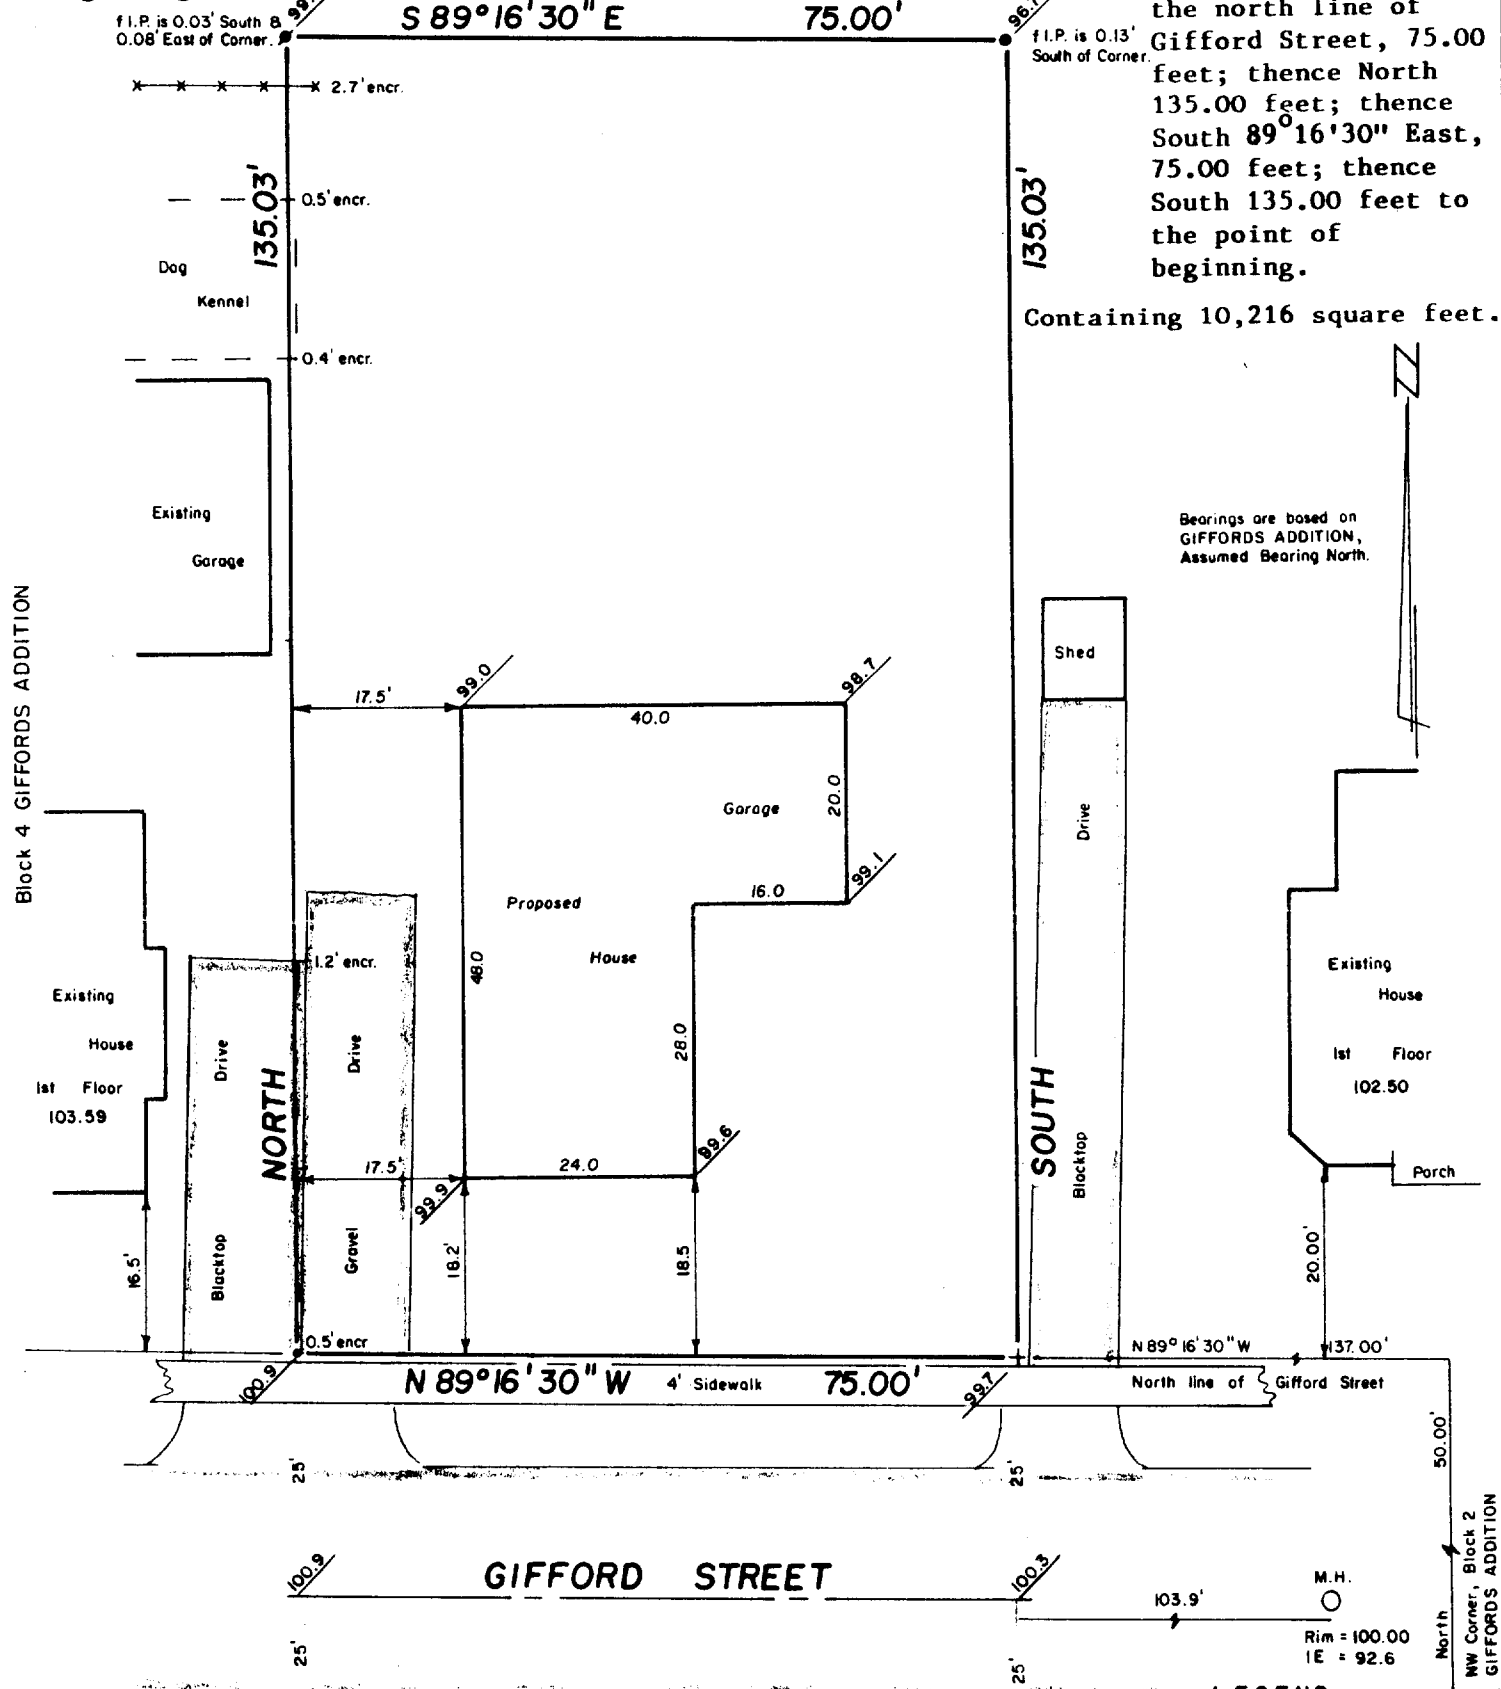 f I.P. is 0.03' South &
0.08' East of Corner.
S 89°16'30" E 75.00'
f I.P. is 0.13'
South of Corner.
the north line of
Gifford Street, 75.00
feet; thence North
135.00 feet; thence
South 89°16'30" East,
75.00 feet; thence
South 135.00 feet to
the point of
beginning.
Containing 10,216 square feet.
2.7' encr.
135.03'
135.03'
0.5' encr.
Dog
Kennel
0.4' encr.
N
Existing
Garage
Bearings are based on
GIFFORDS ADDITION,
Assumed Bearing North.
Block 4 GIFFORDS ADDITION
Shed
17.5'
99.0
98.7
40.0
20.0
Garage
Drive
99.1
16.0
Proposed
House
48.0
28.0
1.2' encr.
Existing
House
1st Floor
103.59
Drive
Drive
NORTH
SOUTH
Existing
House
1st Floor
102.50
Porch
Blacktop
99.6
24.0
17.5'
99.9
16.5'
Blacktop
Gravel
18.2'
18.5
20.00'
0.5' encr
N 89°16'30" W 137.00'
100.9
N 89°16'30" W 4' Sidewalk 75.00'
99.7
North line of Gifford Street
25'
25'
50.00'
100.9
GIFFORD STREET
100.3
103.9'
M.H.
Rim = 100.00
IE = 92.6
25'
25'
North
NW Corner, Block 2
GIFFORDS ADDITION